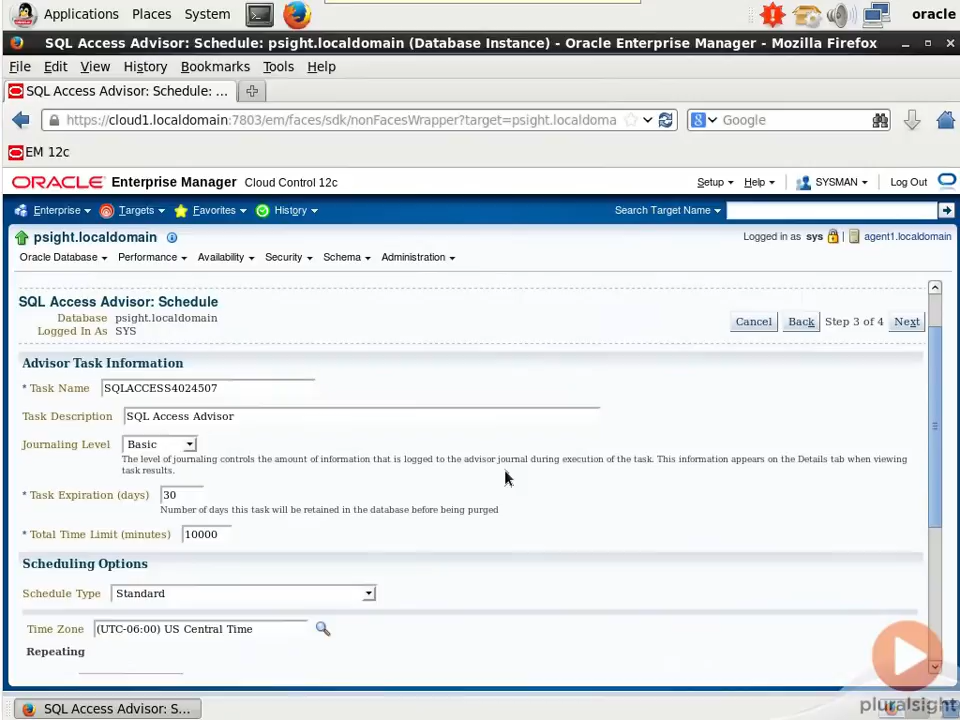 Applications Places System oracle
SQL Access Advisor: Schedule: psight.localdomain (Database Instance) - Oracle Enterprise Manager - Mozilla Firefox
File Edit View History Bookmarks Tools Help
SQL Access Advisor: Schedule: ...
https://cloud1.localdomain:7803/em/faces/sdk/nonFacesWrapper?target=psight.localdoma Google
EM 12c
ORACLE Enterprise Manager Cloud Control 12c Setup Help SYSMAN Log Out
Enterprise Targets Favorites History Search Target Name
psight.localdomain Logged in as sys agent1.localdomain
Oracle Database Performance Availability Security Schema Administration
SQL Access Advisor: Schedule
Database psight.localdomain
Logged In As SYS
Cancel Back Step 3 of 4 Next
Advisor Task Information
* Task Name SQLACCESS4024507
Task Description SQL Access Advisor
Journaling Level Basic
The level of journaling controls the amount of information that is logged to the advisor journal during execution of the task. This information appears on the Details tab when viewing
task results.
* Task Expiration (days) 30
Number of days this task will be retained in the database before being purged
* Total Time Limit (minutes) 10000
Scheduling Options
Schedule Type Standard
Time Zone (UTC-06:00) US Central Time
Repeating
SQL Access Advisor: S...
pluralsight